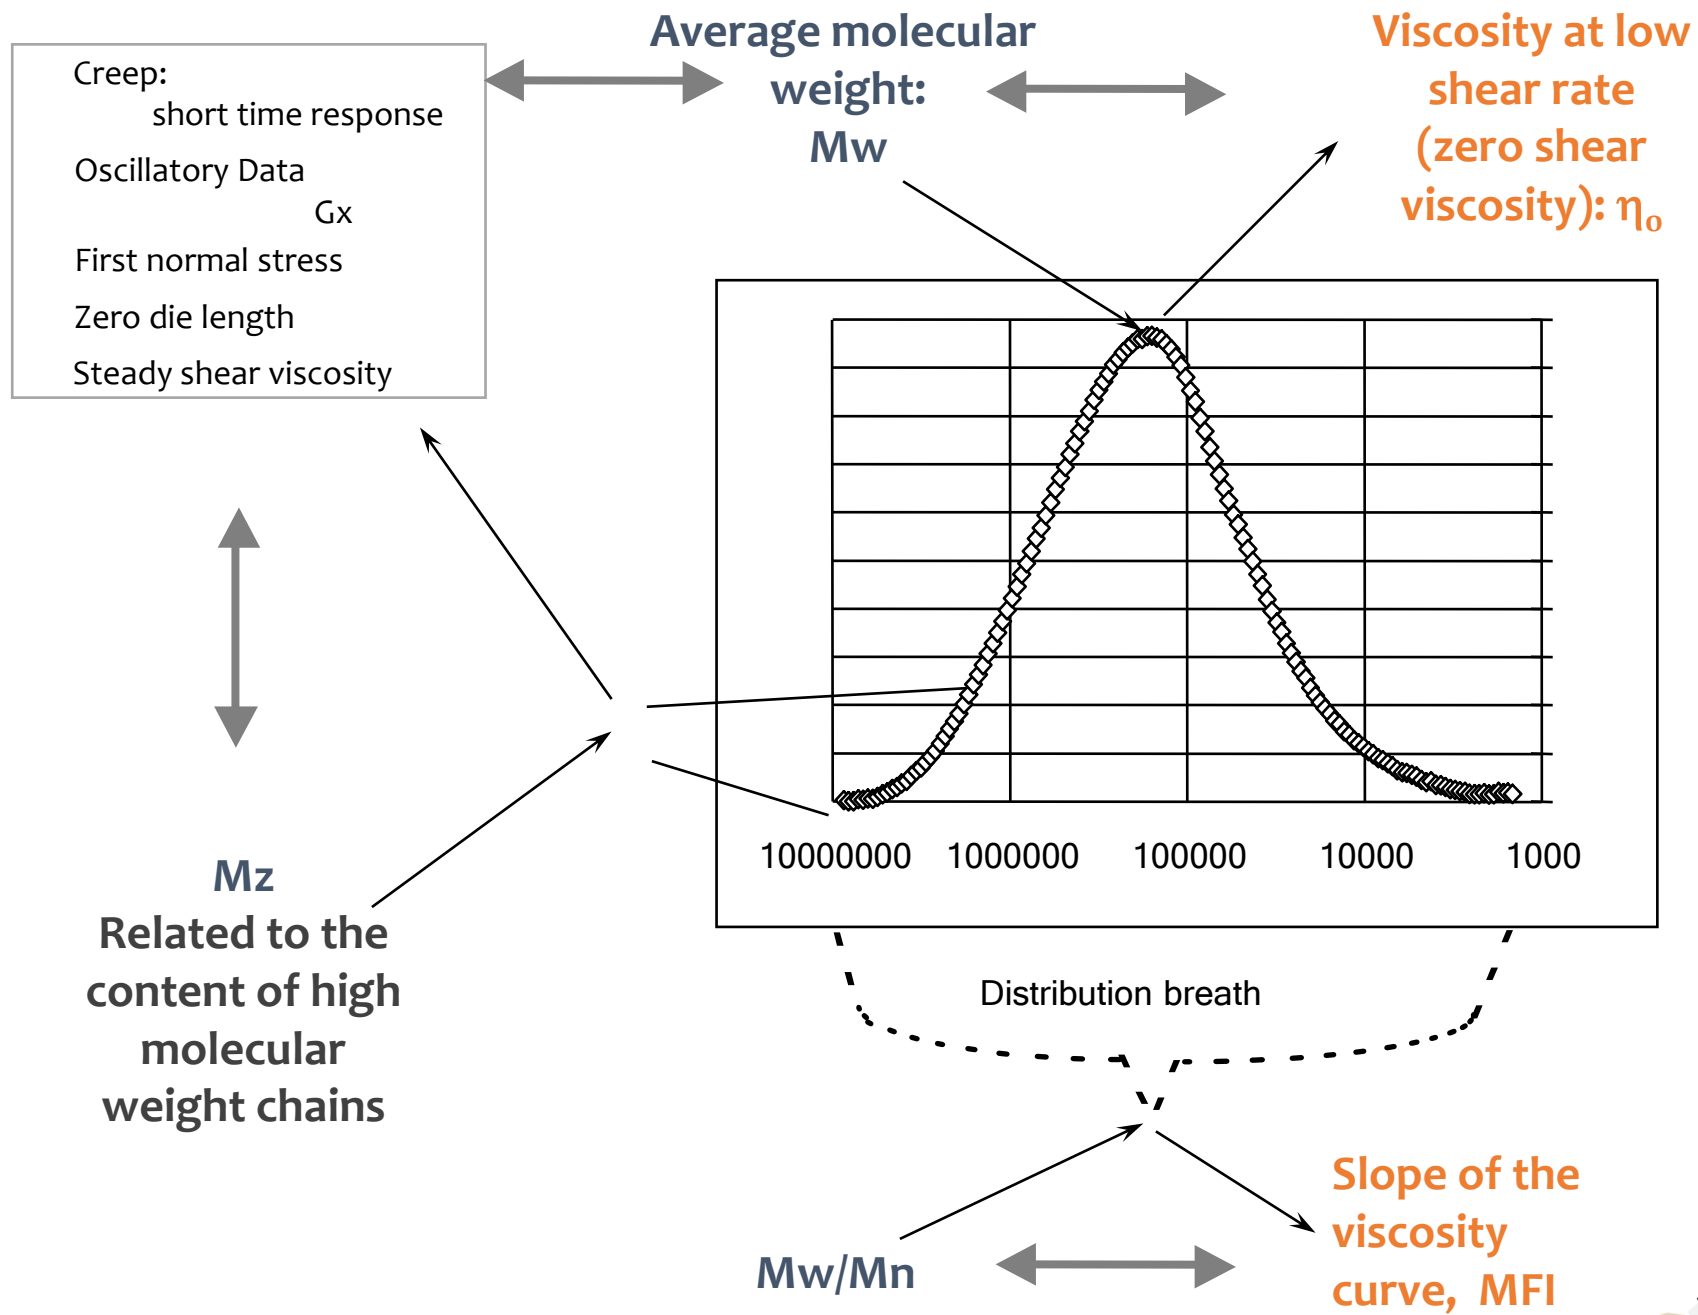 Creep:
short time response
Oscillatory Data
Gx
First normal stress
Zero die length
Steady shear viscosity
Average molecular
weight:
Mw
Viscosity at low
shear rate
(zero shear
viscosity): ηₒ
10000000 1000000 100000 10000 1000
Mz
Related to the
content of high
molecular
weight chains
Distribution breath
Mw/Mn
Slope of the
viscosity
curve, MFI